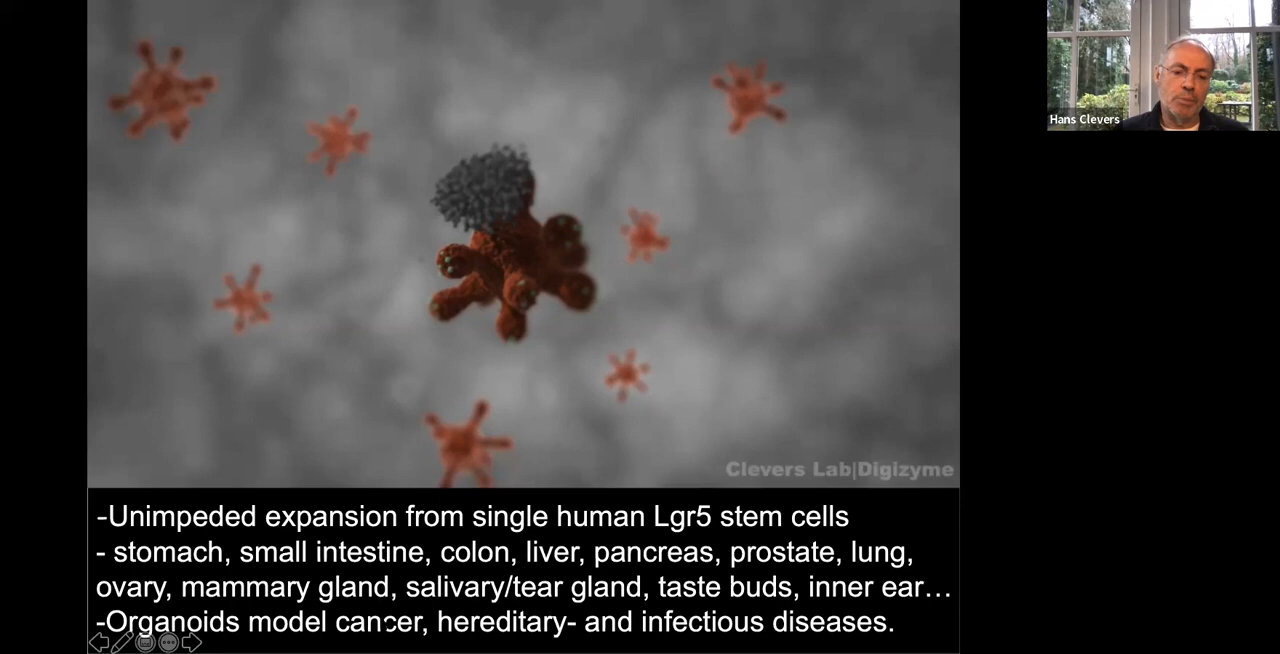 Hans Clevers
Clevers Lab|Digizyme
-Unimpeded expansion from single human Lgr5 stem cells
- stomach, small intestine, colon, liver, pancreas, prostate, lung,
ovary, mammary gland, salivary/tear gland, taste buds, inner ear…
-Organoids model cancer, hereditary- and infectious diseases.